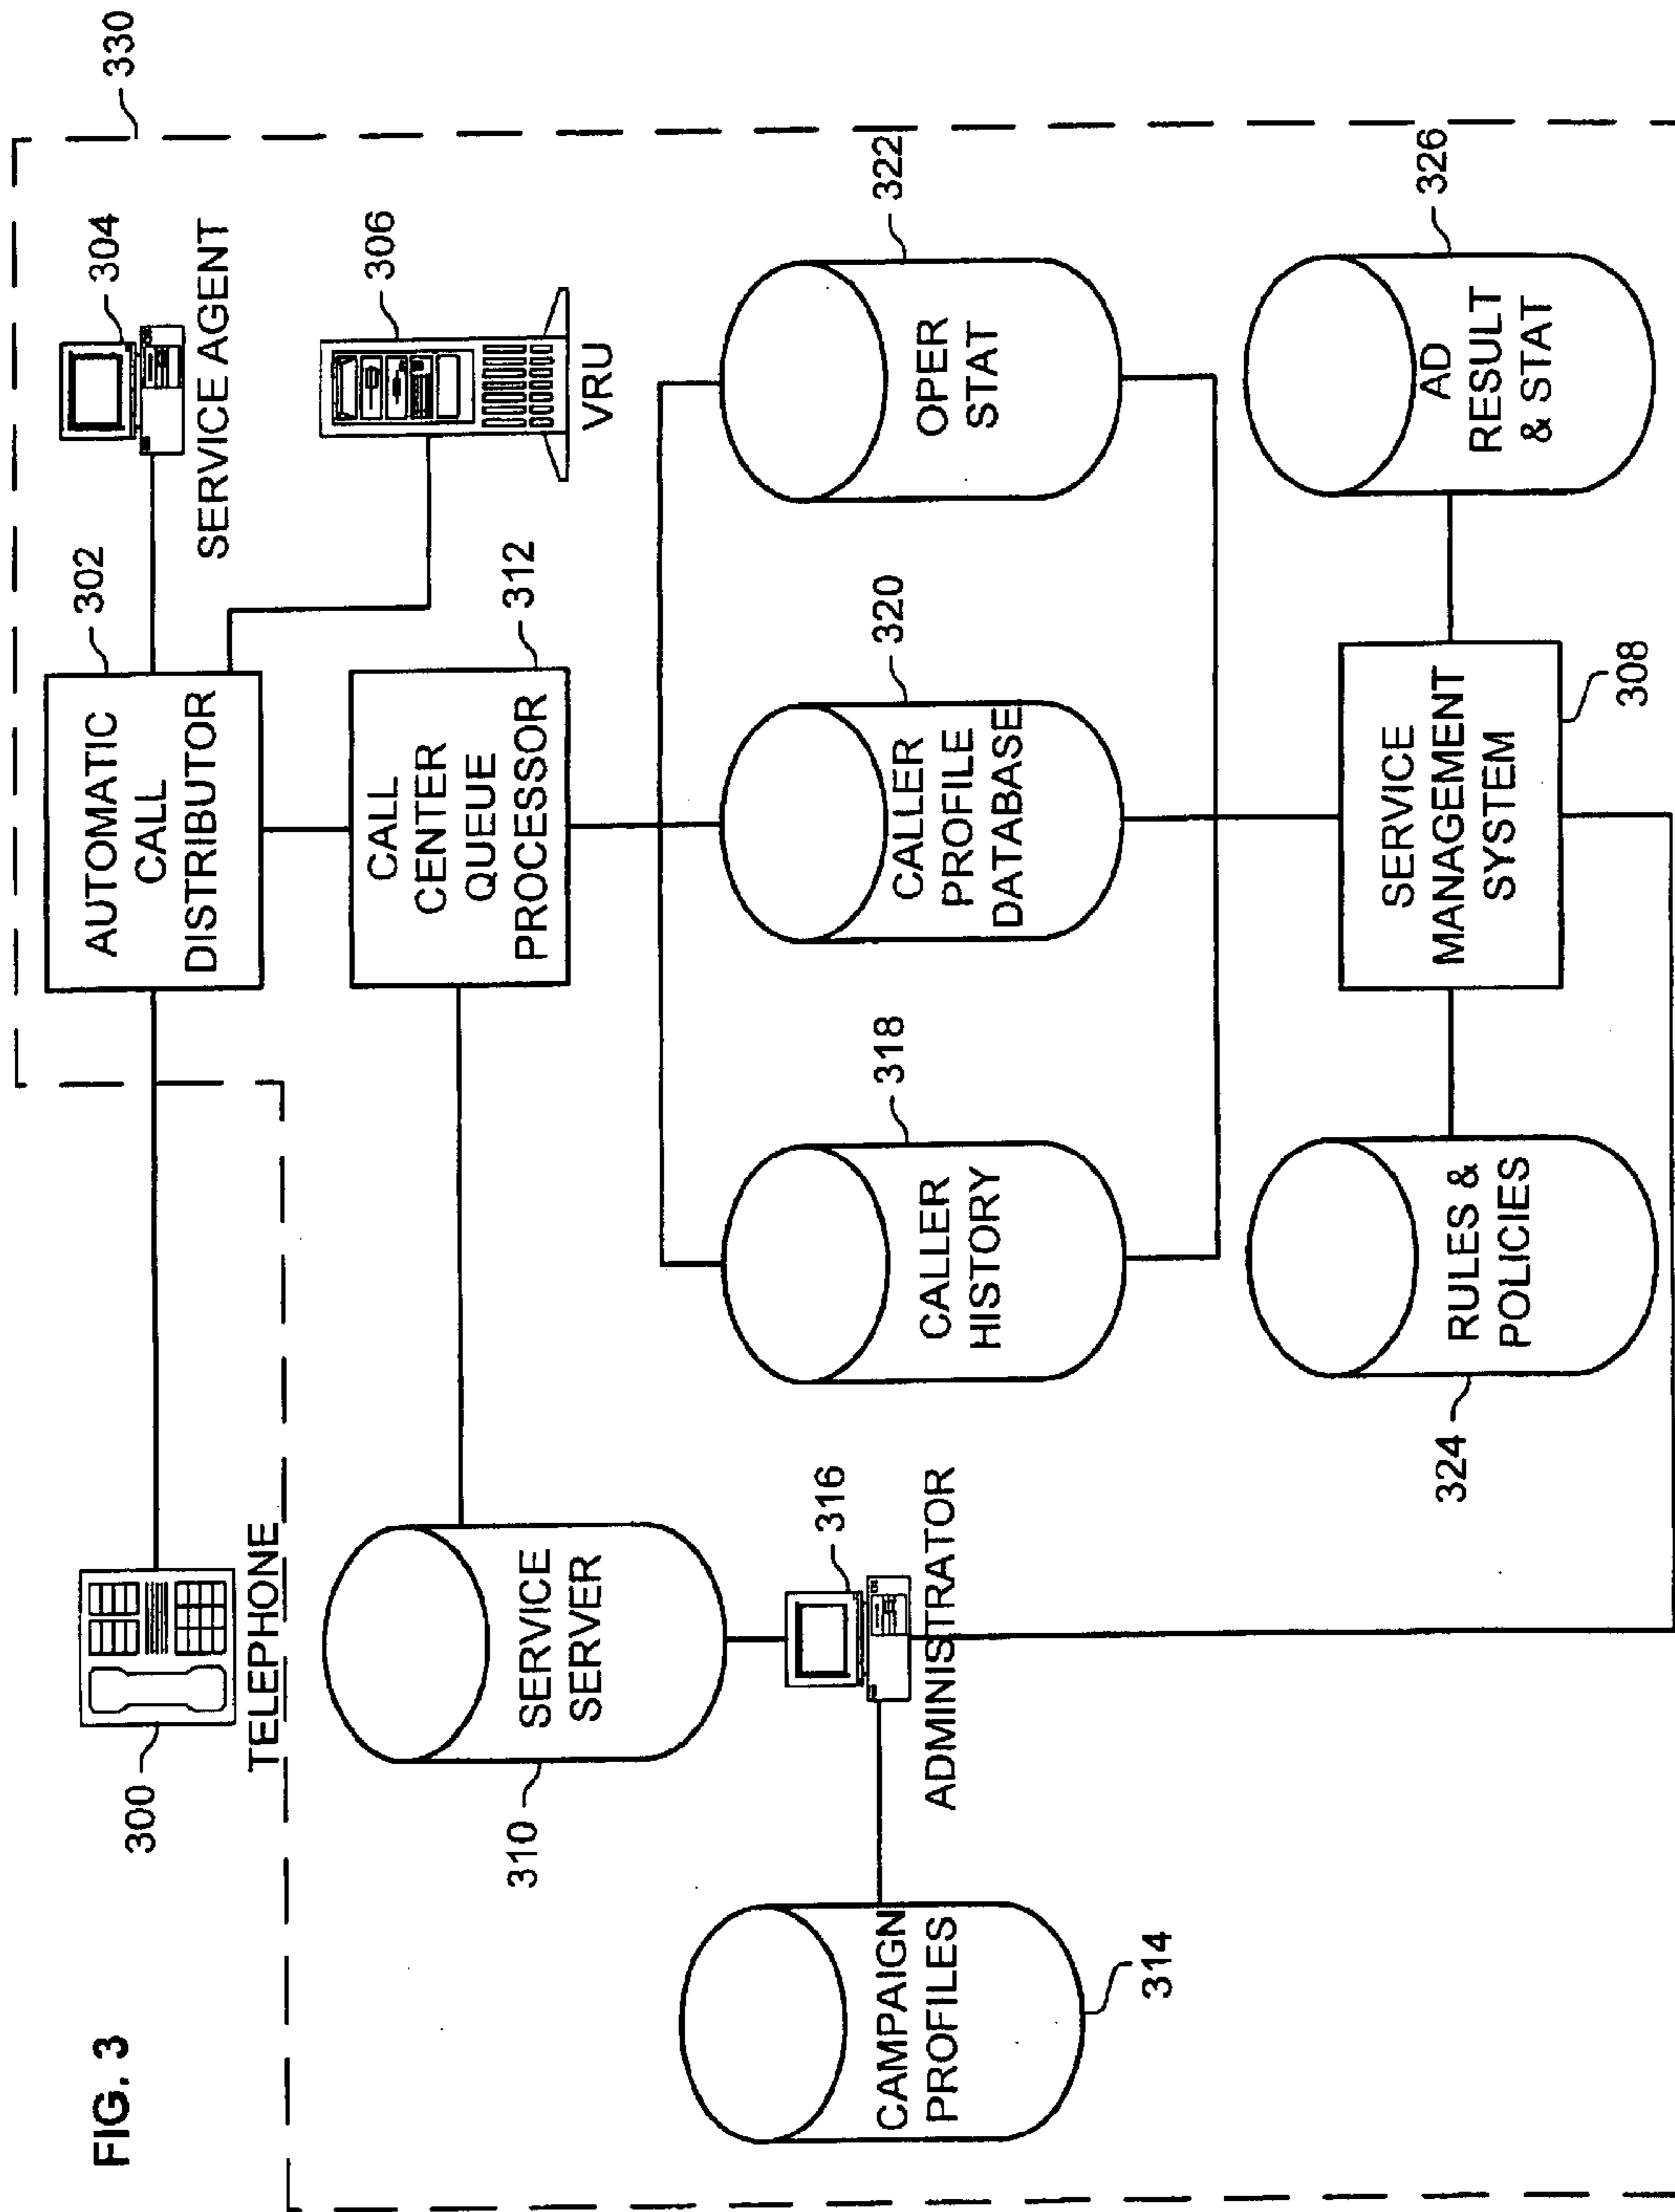 FIG. 3
330
300
TELEPHONE
302
AUTOMATIC
CALL
DISTRIBUTOR
304
SERVICE AGENT
306
VRU
310
SERVICE
SERVER
312
CALL
CENTER
QUEUE
PROCESSOR
314
CAMPAIGN
PROFILES
316
ADMINISTRATOR
318
CALLER
HISTORY
320
CALLER
PROFILE
DATABASE
322
OPER
STAT
324
RULES &
POLICIES
SERVICE
MANAGEMENT
SYSTEM
308
326
AD
RESULT
& STAT